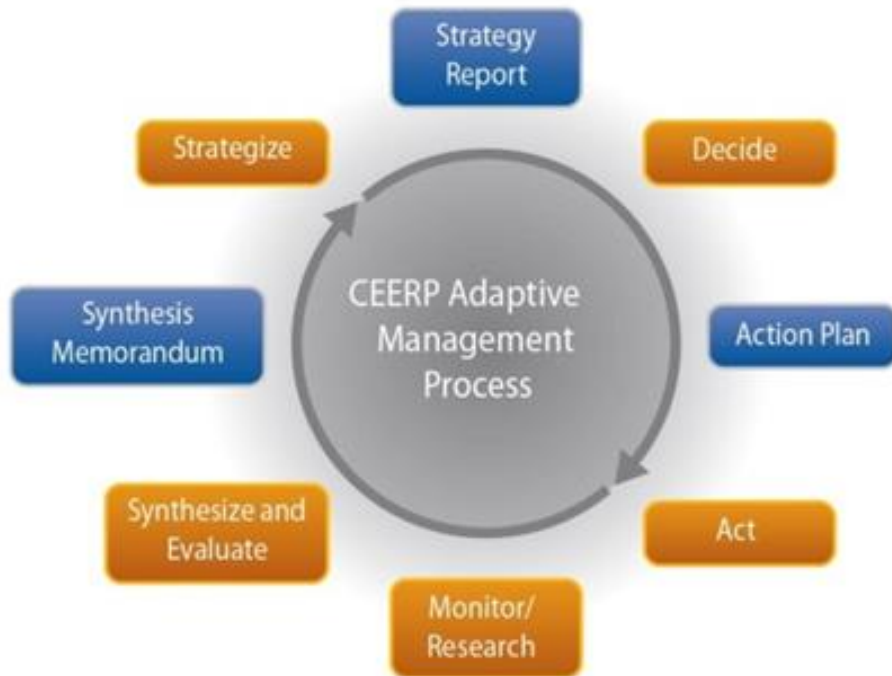 Strategy
Report
Strategize
Decide
CEERP Adaptive
Management
Process
Synthesis
Memorandum
Action Plan
Synthesize and
Evaluate
Act
Monitor/
Research